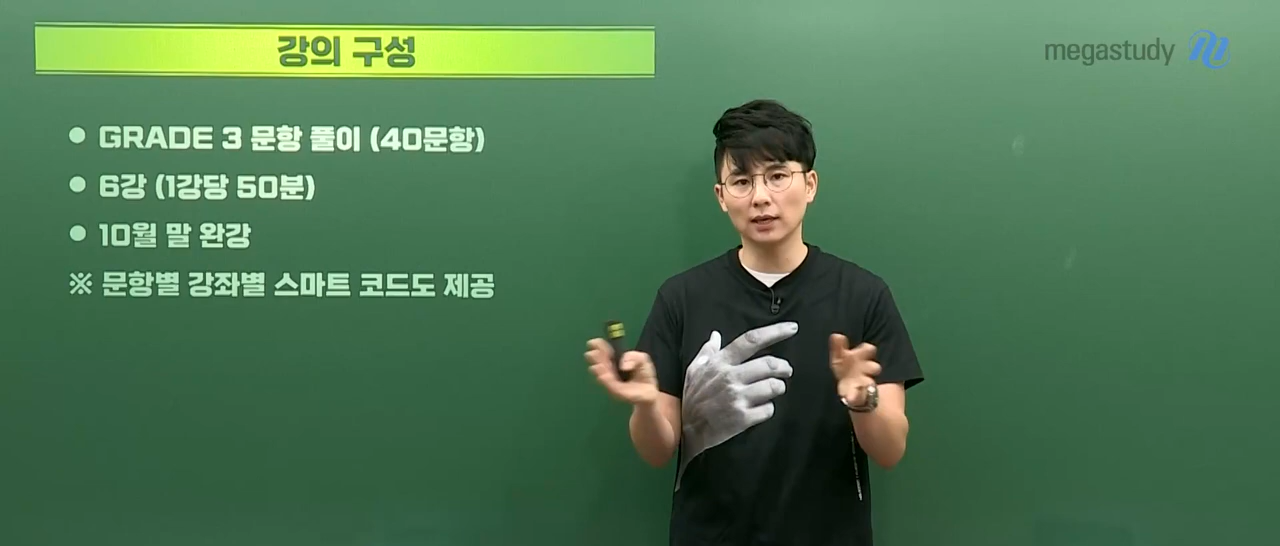 강의 구성
megastudy
● GRADE 3 문항 풀이 (40문항)
● 6강 (1강당 50분)
● 10월 말 완강
※ 문항별 강좌별 스마트 코드도 제공